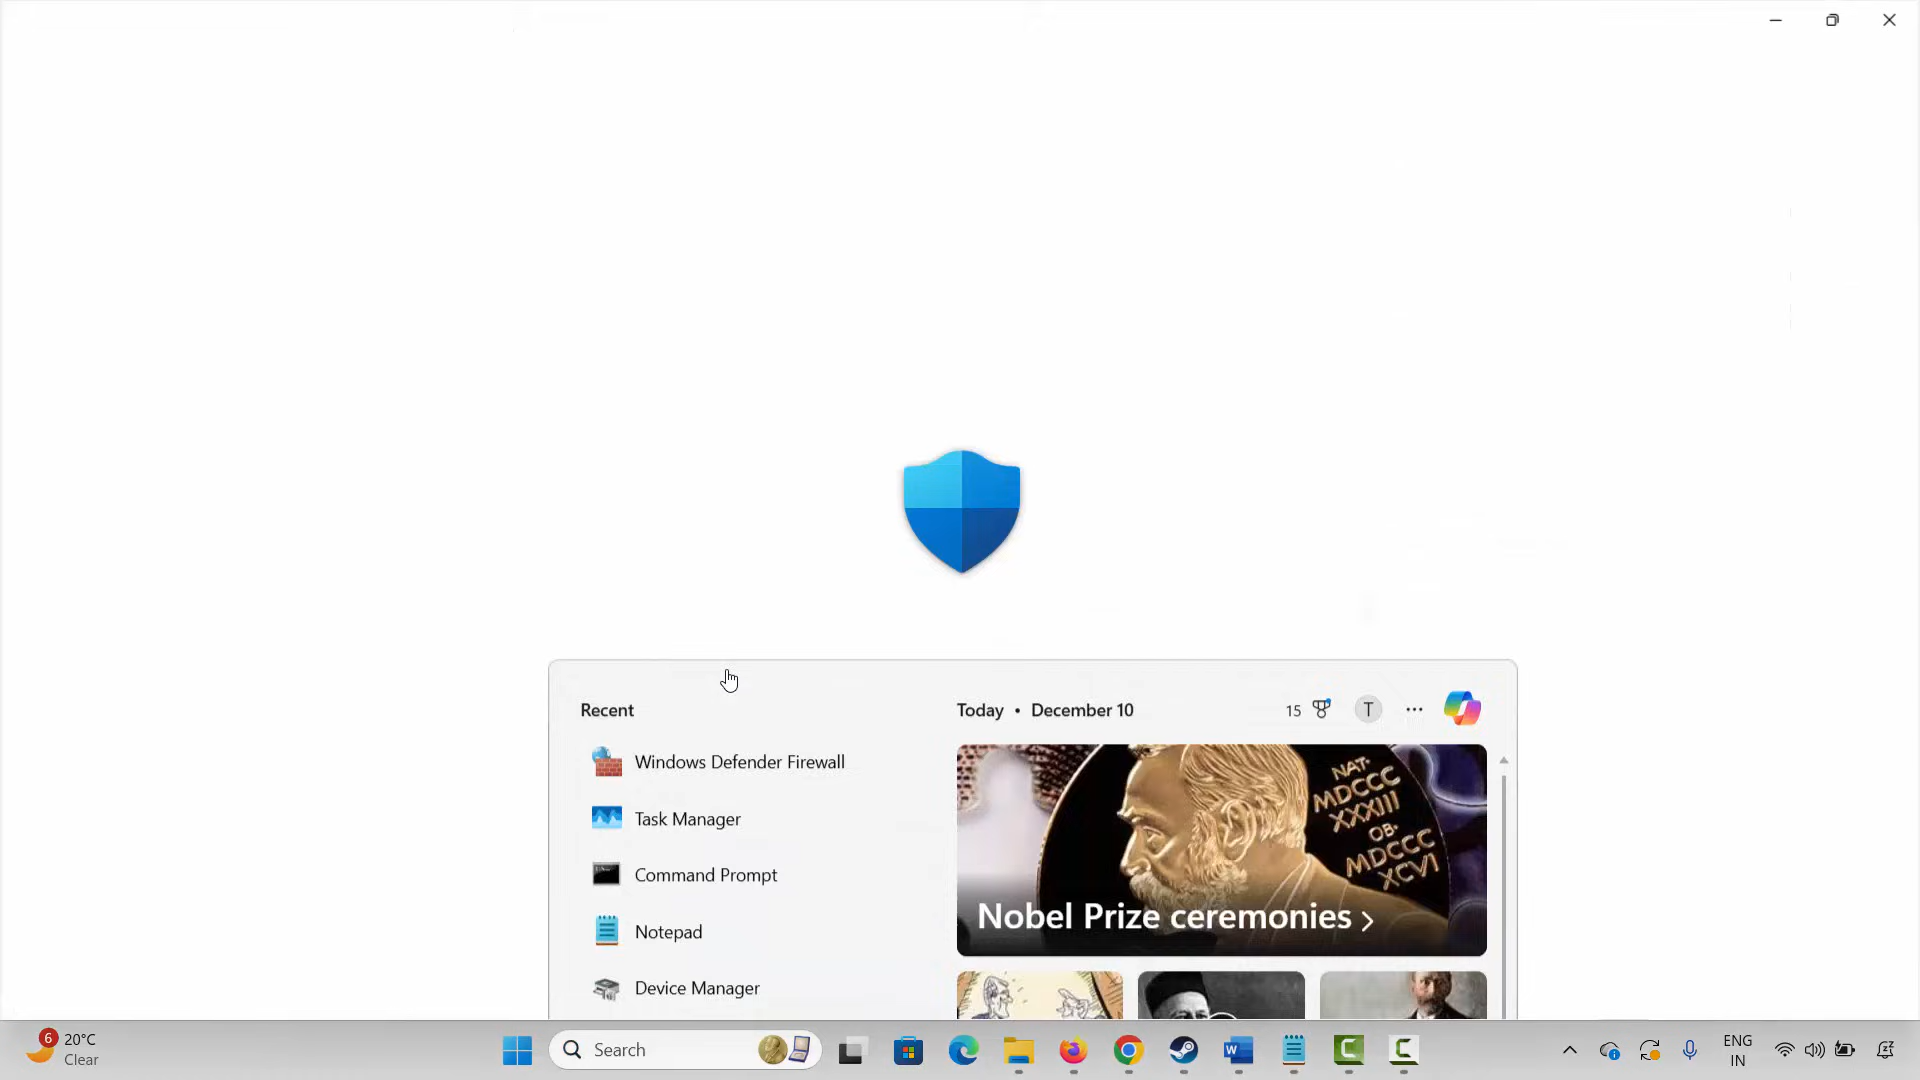 Recent
Today • December 10
15
T
Windows Defender Firewall
Task Manager
Command Prompt
Notepad
Device Manager
NAT-
MDCCC
XXXIII
OB-
MDCCC
XCVI
Nobel Prize ceremonies
6
20°C
Clear
Search
W
C
C
ENG
IN